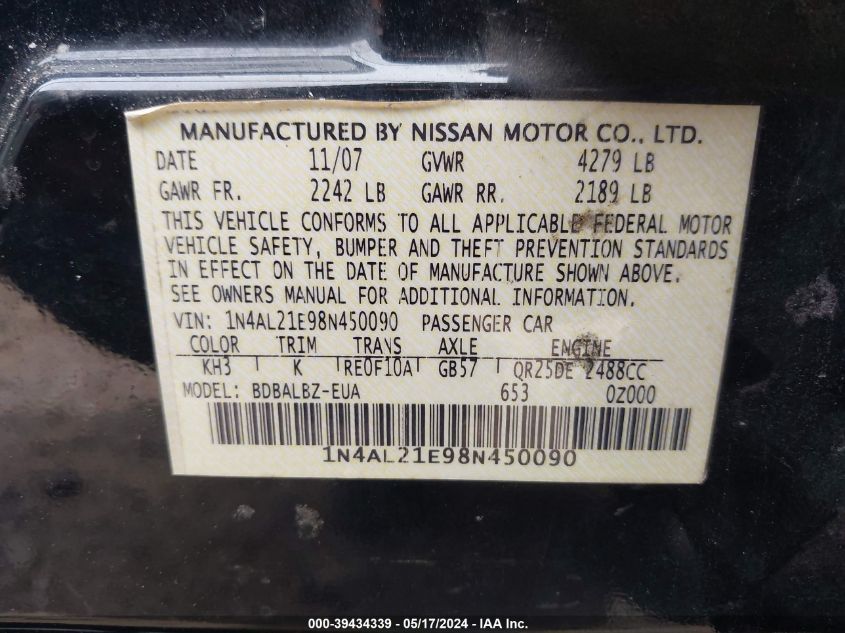 MANUFACTURED BY NISSAN MOTOR CO., LTD.
DATE 11/07 GVWR 4279 LB
GAWR FR. 2242 LB GAWR RR. 2189 LB
THIS VEHICLE CONFORMS TO ALL APPLICABLE FEDERAL MOTOR
VEHICLE SAFETY, BUMPER AND THEFT PREVENTION STANDARDS
IN EFFECT ON THE DATE OF MANUFACTURE SHOWN ABOVE.
SEE OWNERS MANUAL FOR ADDITIONAL INFORMATION.
VIN: 1N4AL21E98N450090 PASSENGER CAR
COLOR TRIM TRANS AXLE ENGINE
KH3 K RE0F10A GB57 QR25DE 2488CC
MODEL: BDBALBZ-EUA 653 0Z000
1N4AL21E98N450090
000-39434339 - 05/17/2024 - IAA Inc.